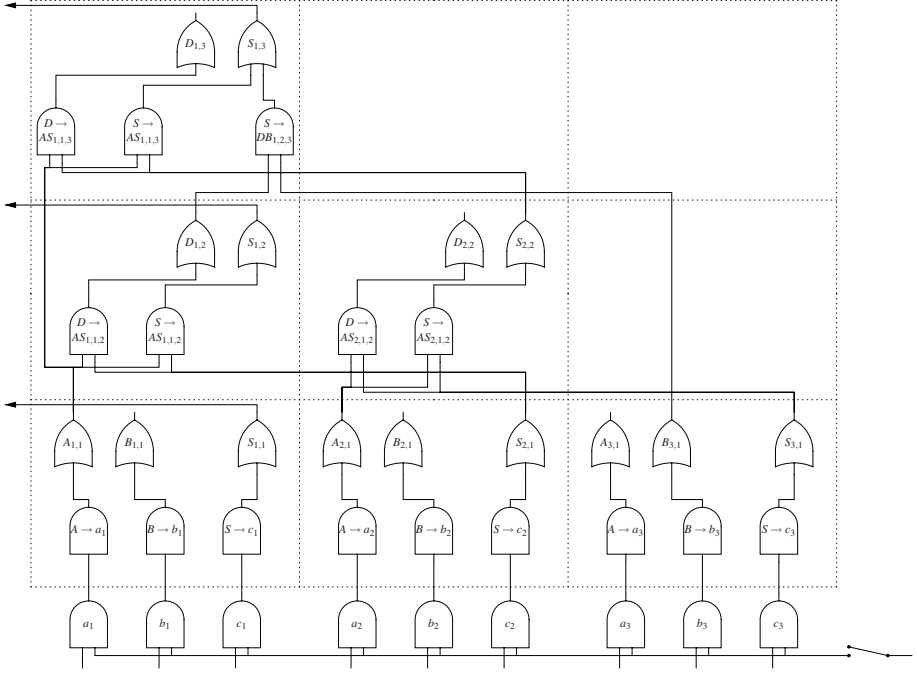 D₁,₃ S₁,₃
D → AS₁,₁,₃ S → AS₁,₁,₃ S → DB₁,₂,₃
D₁,₂ S₁,₂ D₂,₂ S₂,₂
D → AS₁,₁,₂ S → AS₁,₁,₂ D → AS₂,₁,₂ S → AS₂,₁,₂
A₁,₁ B₁,₁ S₁,₁ A₂,₁ B₂,₁ S₂,₁ A₃,₁ B₃,₁ S₃,₁
A → a₁ B → b₁ S → c₁ A → a₂ B → b₂ S → c₂ A → a₃ B → b₃ S → c₃
a₁ b₁ c₁ a₂ b₂ c₂ a₃ b₃ c₃